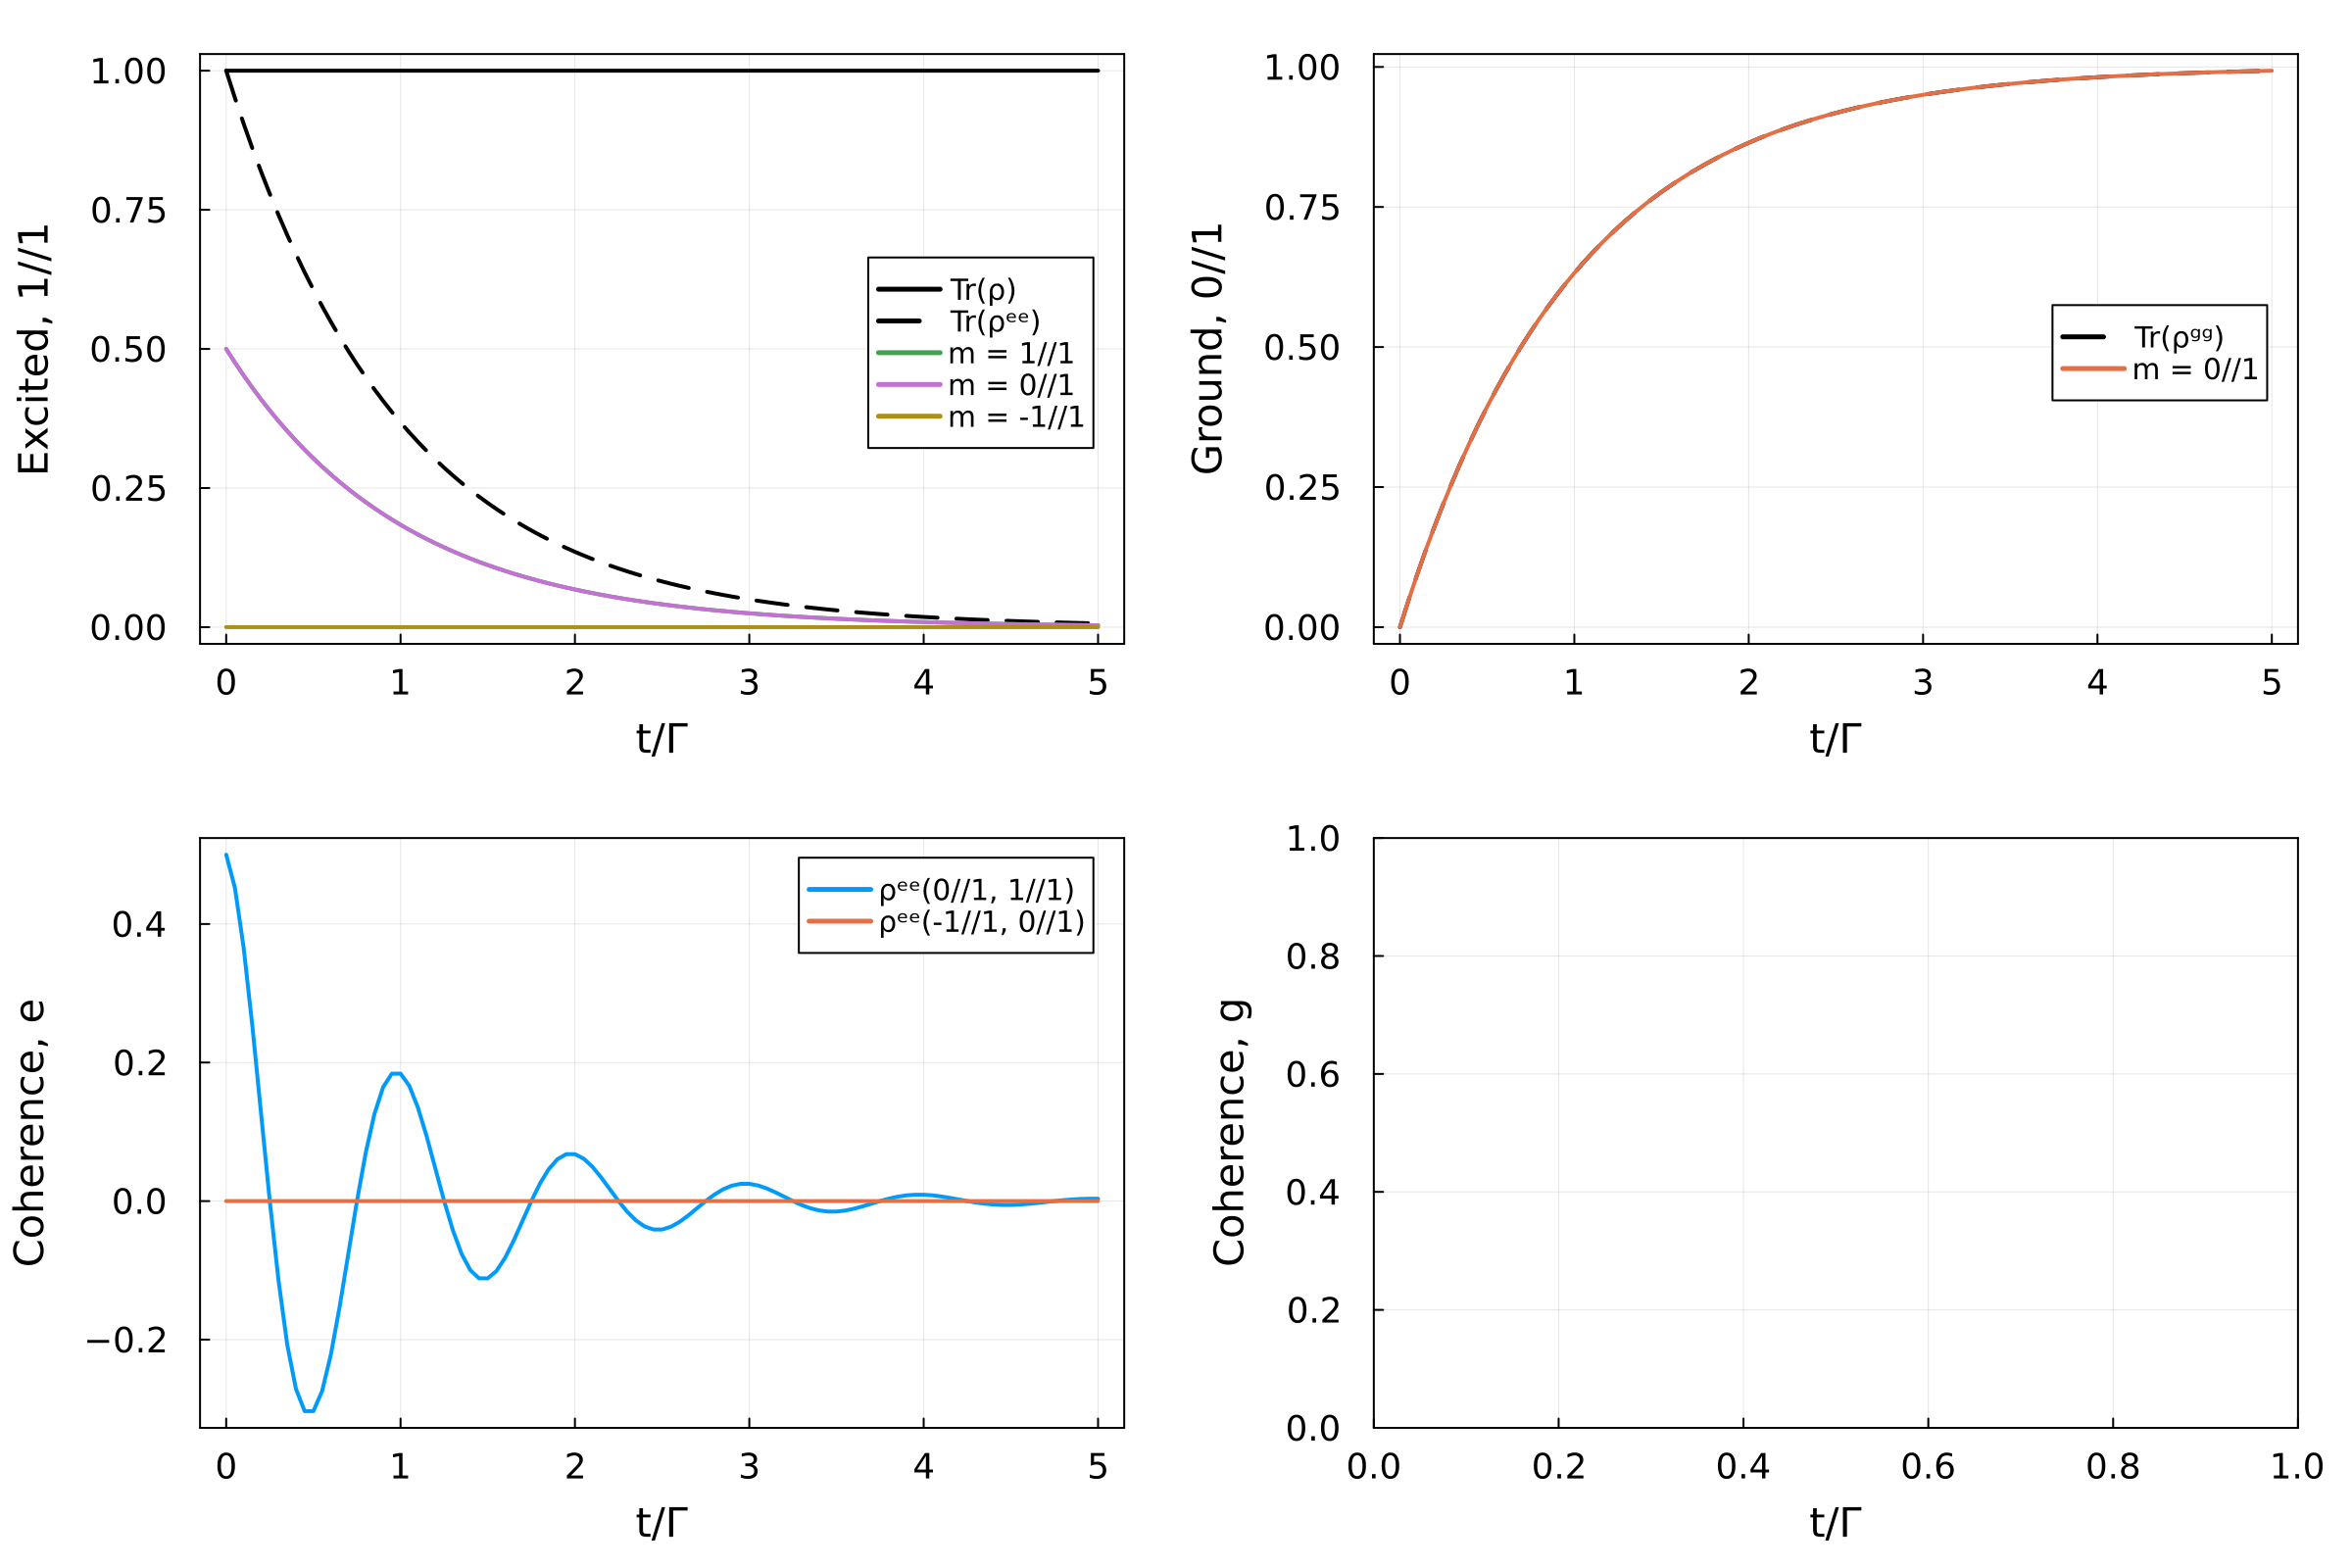 Excited, 1//1
1.00
0.75
0.50
0.25
0.00
Tr(ρ)
Tr(ρᵉᵉ)
m = 1//1
m = 0//1
m = -1//1
0 1 2 3 4 5
t/Γ
Ground, 0//1
1.00
0.75
0.50
0.25
0.00
Tr(ρᵍᵍ)
m = 0//1
0 1 2 3 4 5
t/Γ
Coherence, e
0.4
0.2
0.0
−0.2
ρᵉᵉ(0//1, 1//1)
ρᵉᵉ(-1//1, 0//1)
0 1 2 3 4 5
t/Γ
Coherence, g
1.0
0.8
0.6
0.4
0.2
0.0
0.0 0.2 0.4 0.6 0.8 1.0
t/Γ